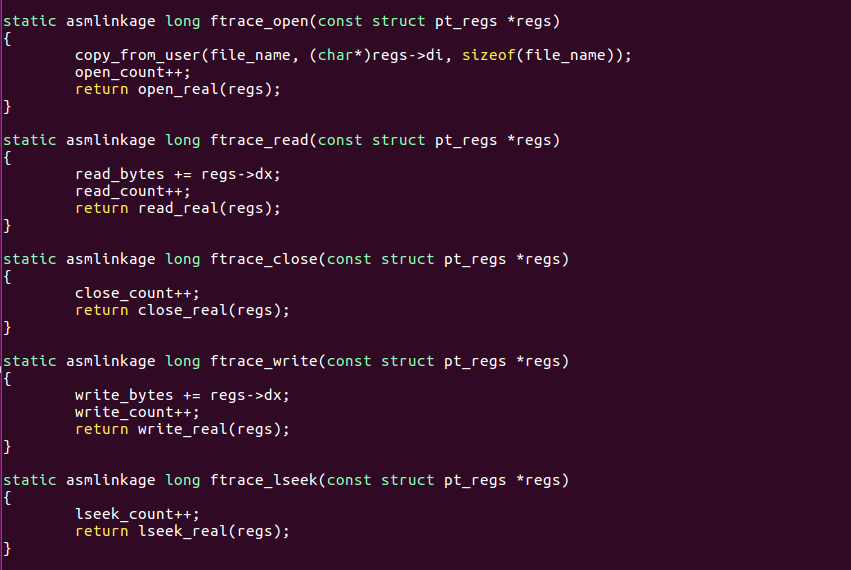 static asmlinkage long ftrace_open(const struct pt_regs *regs)
{
        copy_from_user(file_name, (char*)regs->di, sizeof(file_name));
        open_count++;
        return open_real(regs);
}

static asmlinkage long ftrace_read(const struct pt_regs *regs)
{
        read_bytes += regs->dx;
        read_count++;
        return read_real(regs);
}

static asmlinkage long ftrace_close(const struct pt_regs *regs)
{
        close_count++;
        return close_real(regs);
}

static asmlinkage long ftrace_write(const struct pt_regs *regs)
{
        write_bytes += regs->dx;
        write_count++;
        return write_real(regs);
}

static asmlinkage long ftrace_lseek(const struct pt_regs *regs)
{
        lseek_count++;
        return lseek_real(regs);
}